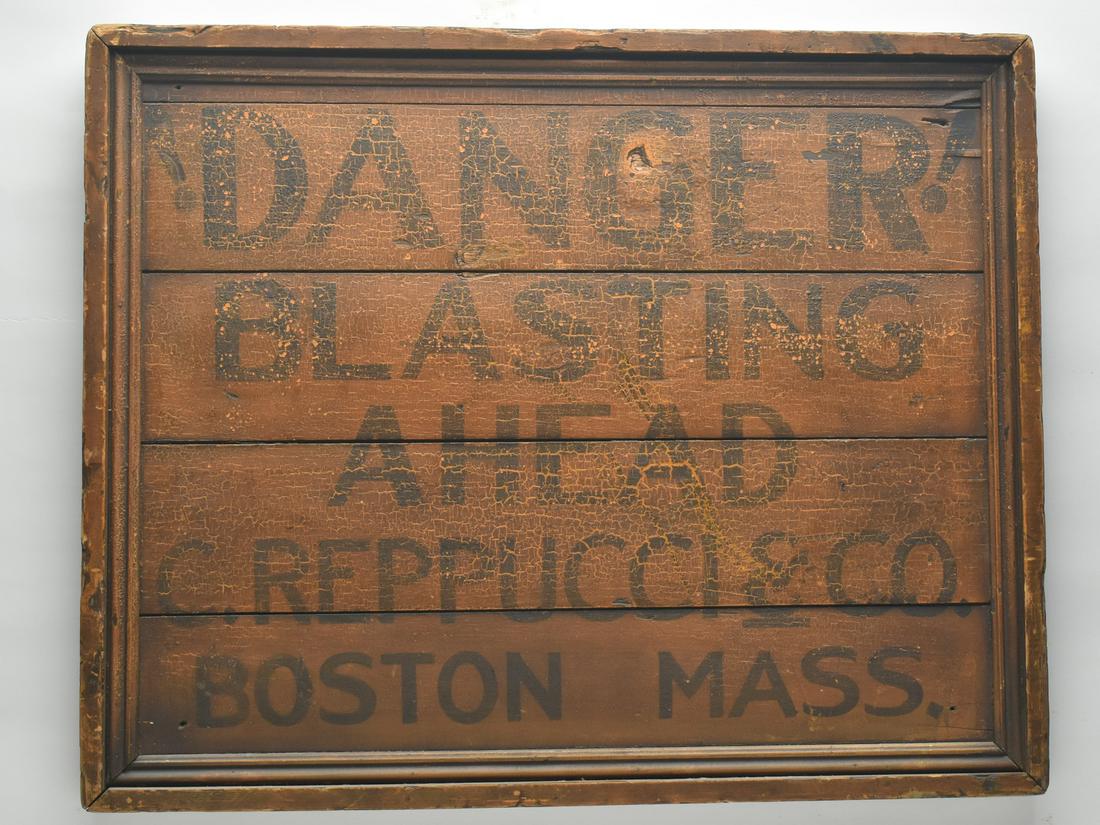 ! DANGER!
BLASTING
AHEAD
C. REPPUCCI & CO.
BOSTON MASS.